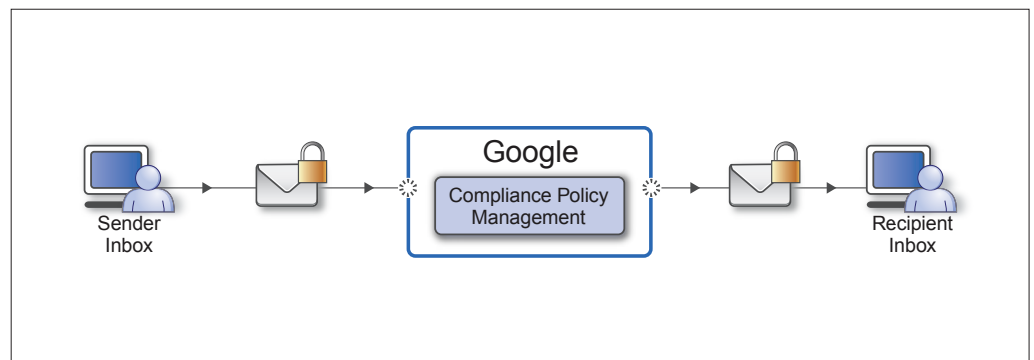 Google
Compliance Policy
Management
Sender
Inbox
Recipient
Inbox